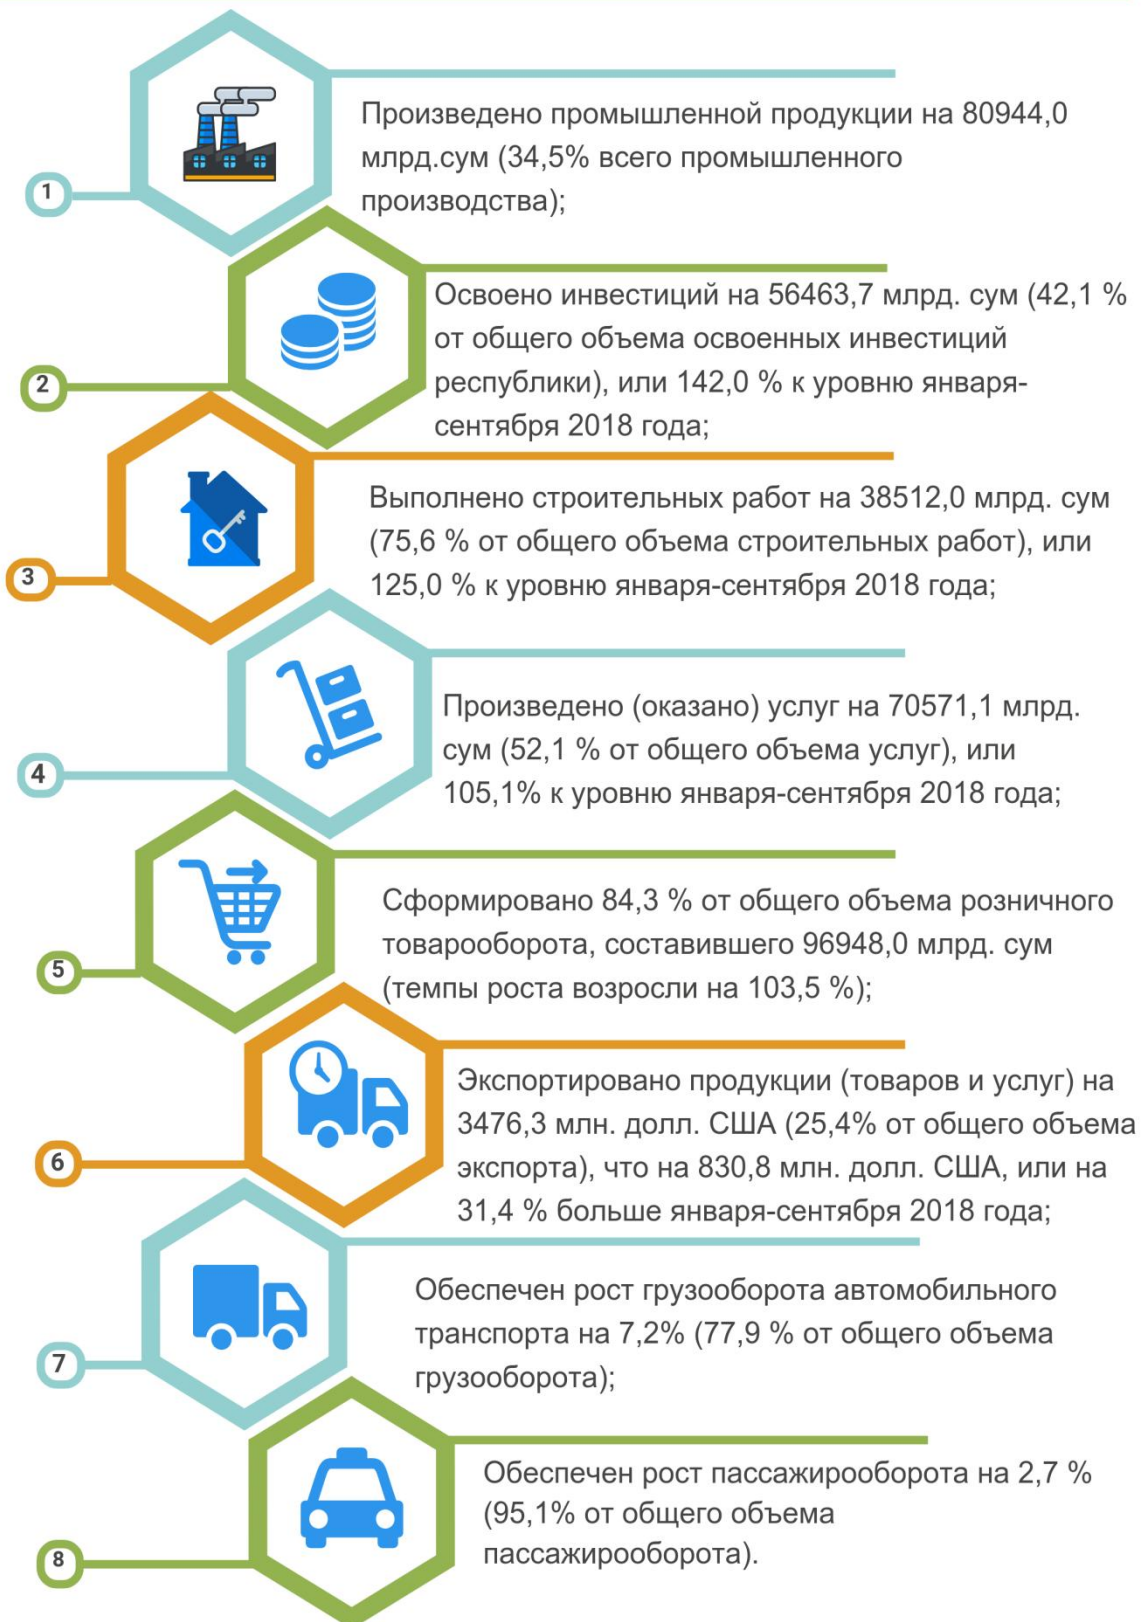 1
Произведено промышленной продукции на 80944,0
млрд.сум (34,5% всего промышленного
производства);
2
Освоено инвестиций на 56463,7 млрд. сум (42,1 %
от общего объема освоенных инвестиций
республики), или 142,0 % к уровню января-
сентября 2018 года;
3
Выполнено строительных работ на 38512,0 млрд. сум
(75,6 % от общего объема строительных работ), или
125,0 % к уровню января-сентября 2018 года;
4
Произведено (оказано) услуг на 70571,1 млрд.
сум (52,1 % от общего объема услуг), или
105,1% к уровню января-сентября 2018 года;
5
Сформировано 84,3 % от общего объема розничного
товарооборота, составившего 96948,0 млрд. сум
(темпы роста возросли на 103,5 %);
6
Экспортировано продукции (товаров и услуг) на
3476,3 млн. долл. США (25,4% от общего объема
экспорта), что на 830,8 млн. долл. США, или на
31,4 % больше января-сентября 2018 года;
7
Обеспечен рост грузооборота автомобильного
транспорта на 7,2% (77,9 % от общего объема
грузооборота);
8
Обеспечен рост пассажирооборота на 2,7 %
(95,1% от общего объема
пассажирооборота).